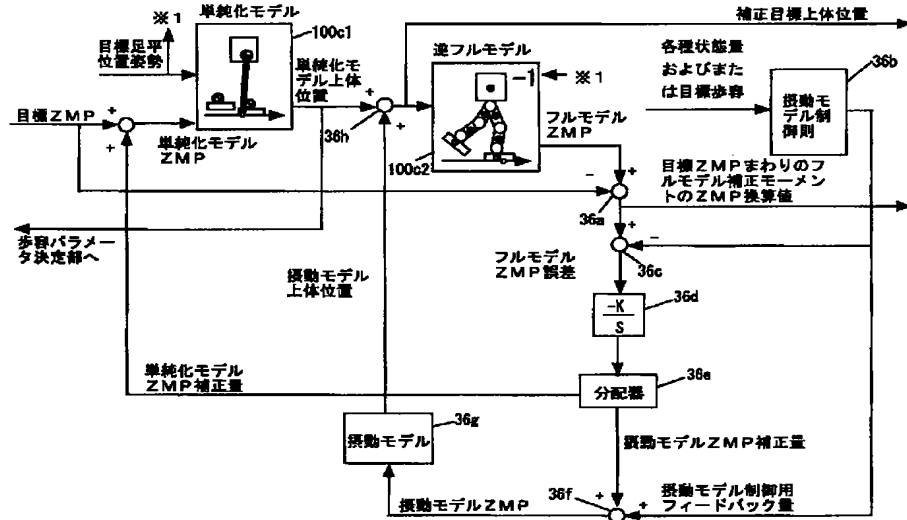 ※1
単純化モデル
100c1
目標足平
位置姿勢
単純化モ
デル上体
位置
36h
逆フルモデル
-1
※1
100c2
フルモデル
ZMP
補正目標上体位置
各種状態量
およびまた
は目標歩容
36b
摂動モ
デル制
御則
目標ZMP
+
+
単純化モデル
ZMP
+
+
-
+
36a
目標ZMPまわりのフ
ルモデル補正モーメン
トのZMP換算値
歩容パラメー
タ決定部へ
摂動モデル
上体位置
フルモデル
ZMP誤差
+
-
36c
-K
S
36d
単純化モデル
ZMP補正量
分配器
36e
摂動モデル
36g
摂動モデルZMP補正量
摂動モデルZMP
36f
+
+
摂動モデル制御用
フィードバック量